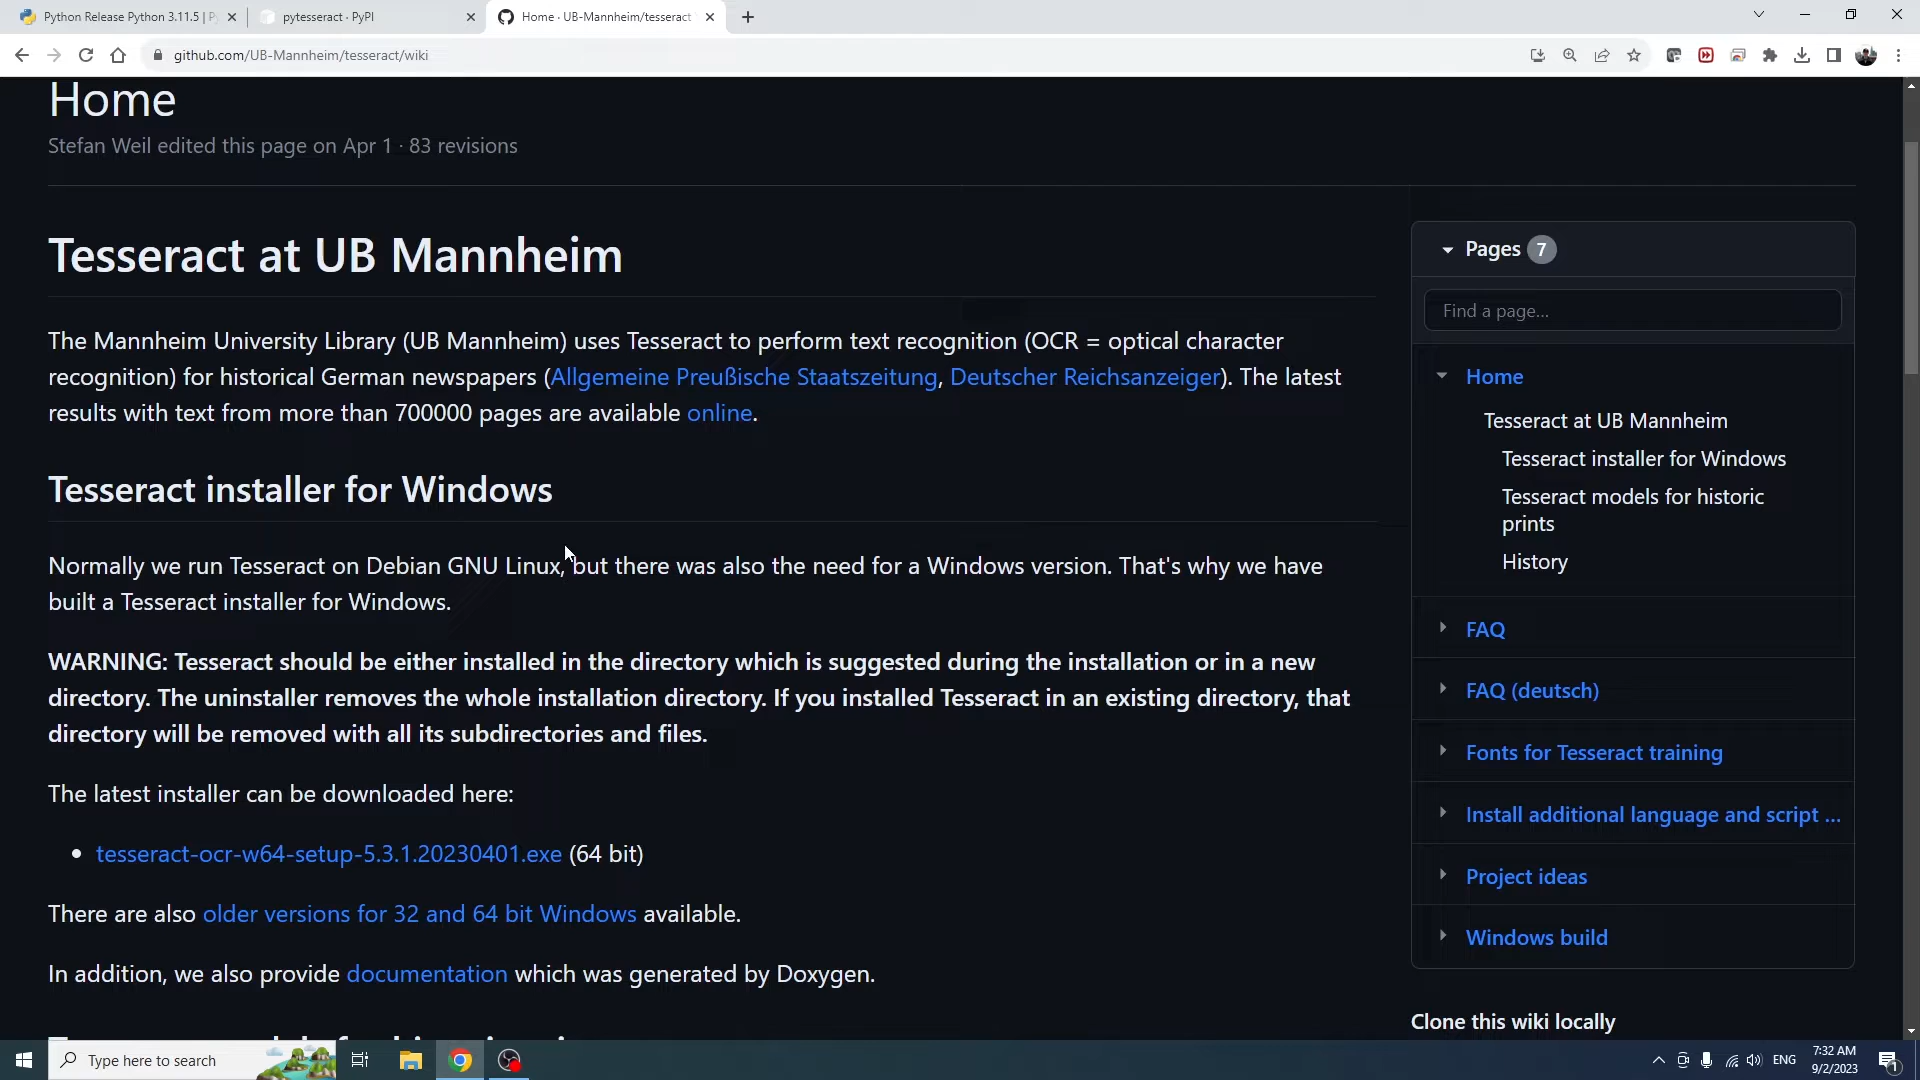 Python Release Python 3.11.5 | P
pytesseract · PyPI
Home · UB-Mannheim/tesseract
github.com/UB-Mannheim/tesseract/wiki
Home
Stefan Weil edited this page on Apr 1 · 83 revisions
Tesseract at UB Mannheim
The Mannheim University Library (UB Mannheim) uses Tesseract to perform text recognition (OCR = optical character
recognition) for historical German newspapers (Allgemeine Preußische Staatszeitung, Deutscher Reichsanzeiger). The latest
results with text from more than 700000 pages are available online.
Tesseract installer for Windows
Normally we run Tesseract on Debian GNU Linux, but there was also the need for a Windows version. That's why we have
built a Tesseract installer for Windows.
WARNING: Tesseract should be either installed in the directory which is suggested during the installation or in a new
directory. The uninstaller removes the whole installation directory. If you installed Tesseract in an existing directory, that
directory will be removed with all its subdirectories and files.
The latest installer can be downloaded here:
• tesseract-ocr-w64-setup-5.3.1.20230401.exe (64 bit)
There are also older versions for 32 and 64 bit Windows available.
In addition, we also provide documentation which was generated by Doxygen.
Pages 7
Find a page...
Home
Tesseract at UB Mannheim
Tesseract installer for Windows
Tesseract models for historic
prints
History
FAQ
FAQ (deutsch)
Fonts for Tesseract training
Install additional language and script ...
Project ideas
Windows build
Clone this wiki locally
Type here to search
ENG
7:32 AM
9/2/2023
1